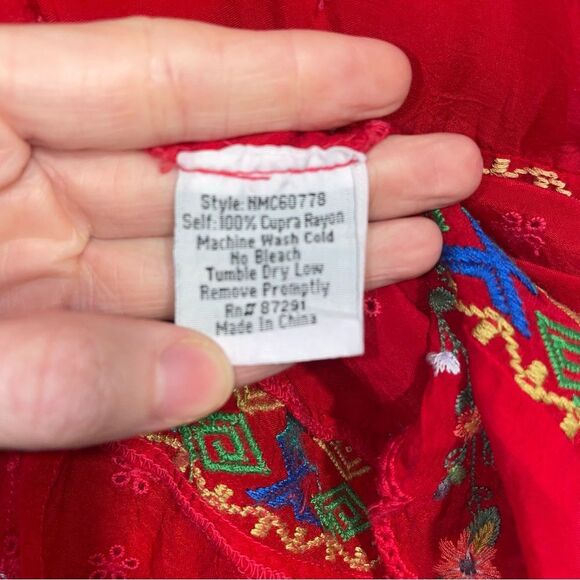 Style: NMC60778
Self:100% Cupra Rayon
Machine Wash Cold
No Bleach
Tumble Dry Low
Remove Promptly
Rn# 87291
Made In China